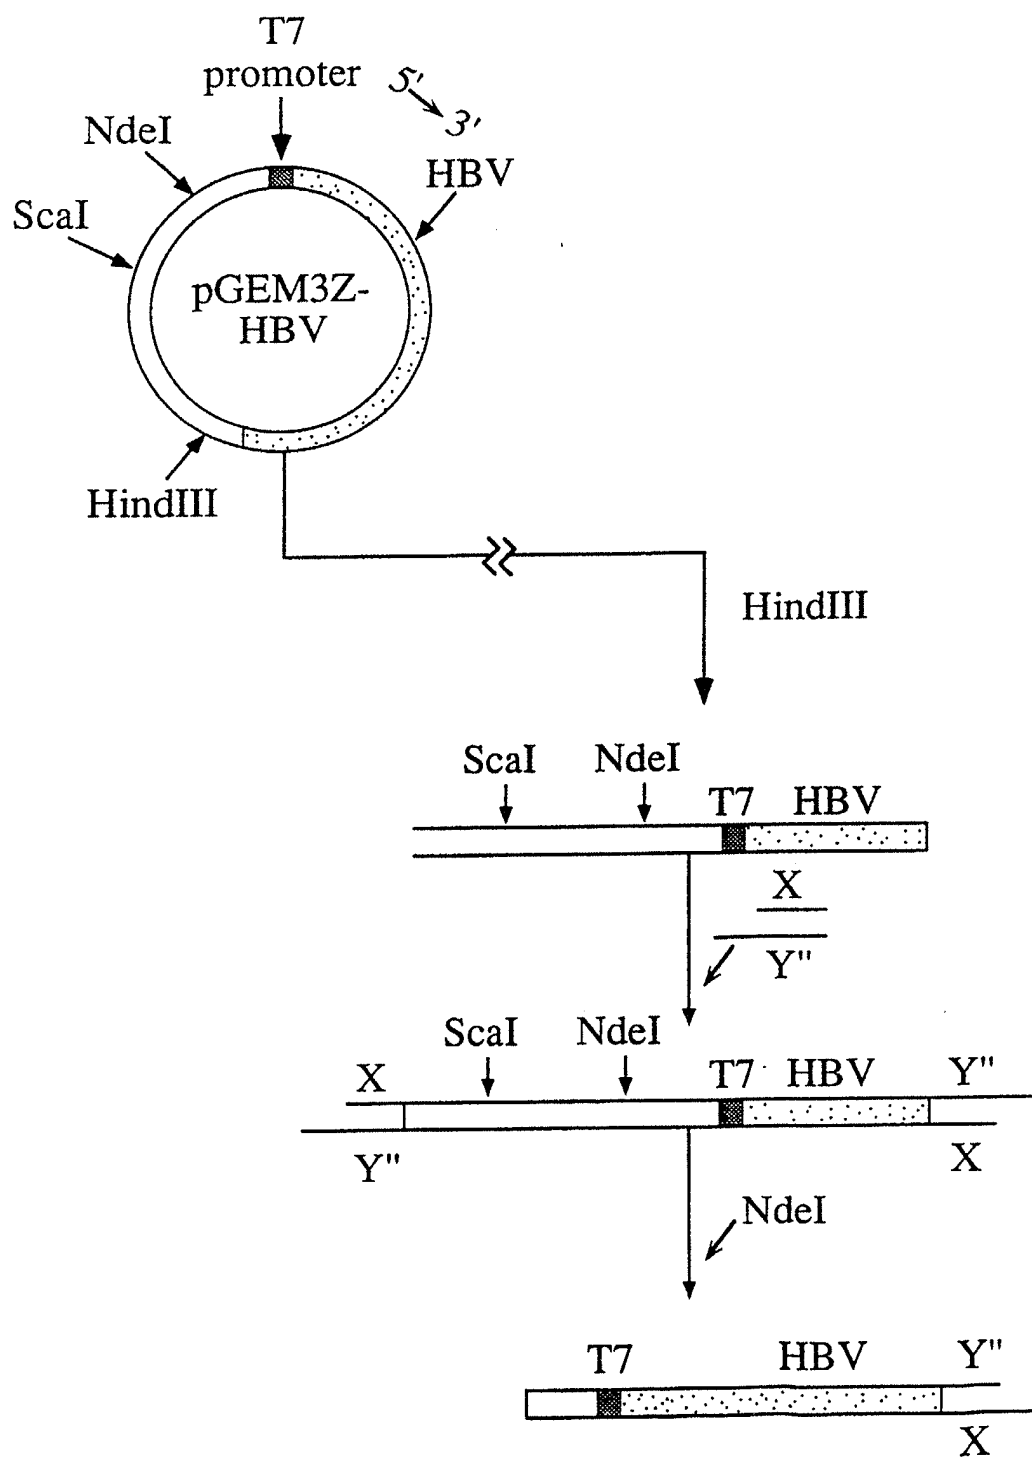 T7
promoter
5'
3'
NdeI
HBV
ScaI
pGEM3Z-
HBV
HindIII
HindIII
ScaI
NdeI
T7
HBV
X
Y"
ScaI
NdeI
X
T7
HBV
Y"
Y"
X
NdeI
T7
HBV
Y"
X